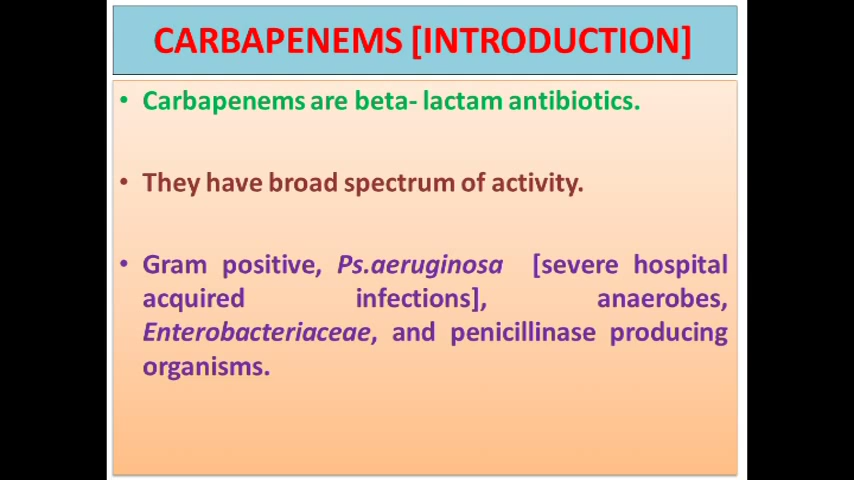 CARBAPENEMS [INTRODUCTION]
• Carbapenems are beta- lactam antibiotics.
• They have broad spectrum of activity.
• Gram positive, Ps.aeruginosa [severe hospital
acquired infections], anaerobes,
Enterobacteriaceae, and penicillinase producing
organisms.